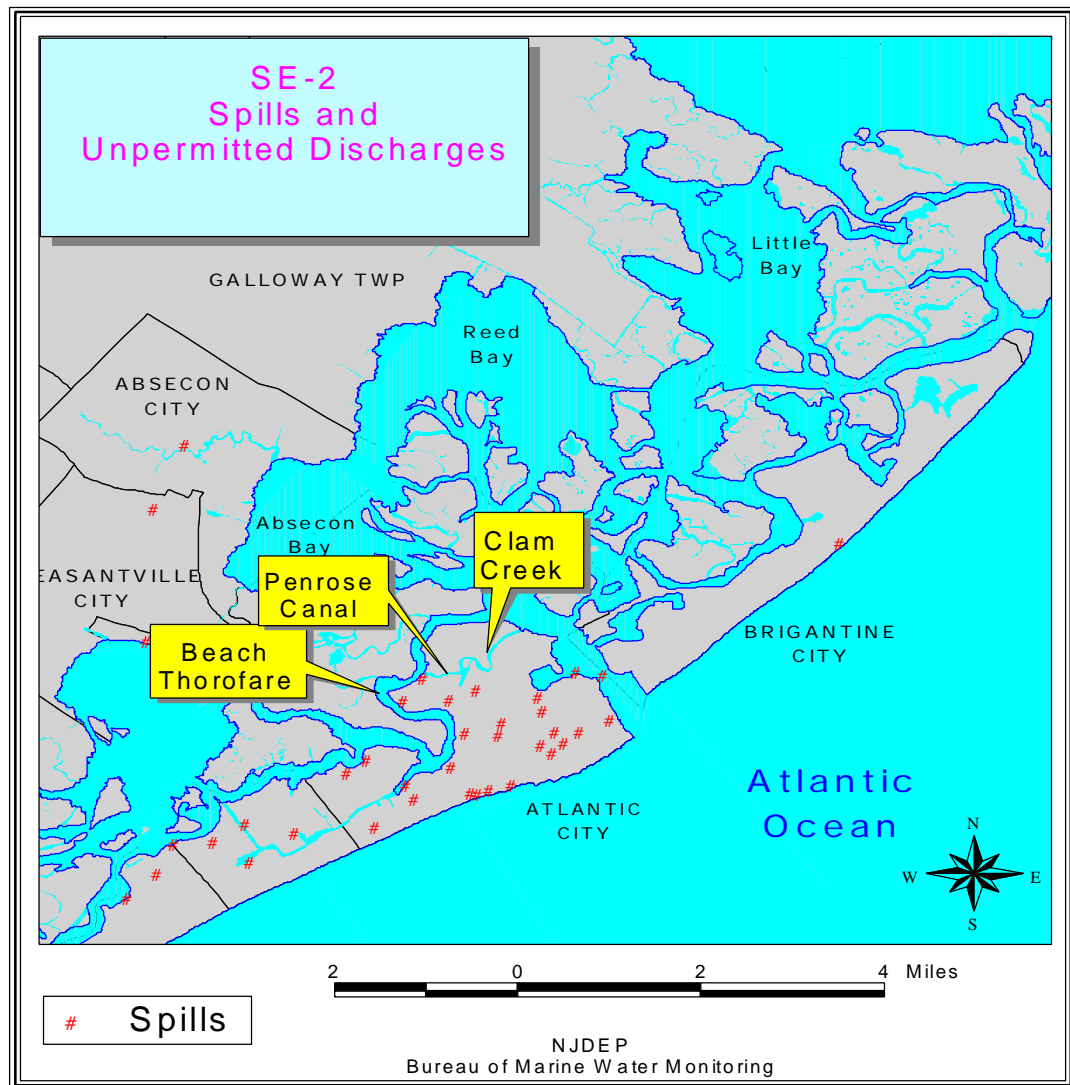 SE-2
Spills and
Unpermitted Discharges
Little
Bay
GALLOWAY TWP
Reed
Bay
ABSECON
CITY
Absecon
Bay
Clam
Creek
EASANTVILLE
CITY
Penrose
Canal
Beach
Thorofare
BRIGANTINE
CITY
Atlantic
Ocean
ATLANTIC
CITY
N
W
E
S
2 0 2 4 Miles
# Spills
NJDEP
Bureau of Marine Water Monitoring